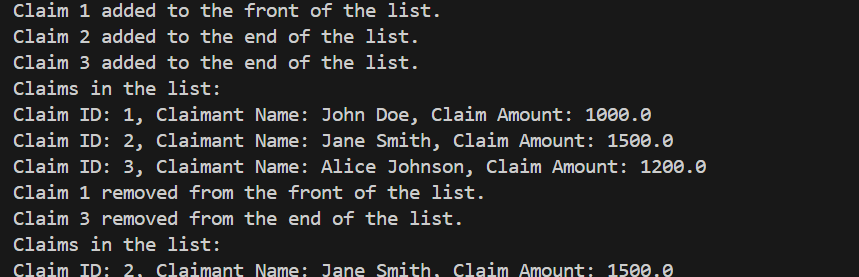 Claim 1 added to the front of the list.
Claim 2 added to the end of the list.
Claim 3 added to the end of the list.
Claims in the list:
Claim ID: 1, Claimant Name: John Doe, Claim Amount: 1000.0
Claim ID: 2, Claimant Name: Jane Smith, Claim Amount: 1500.0
Claim ID: 3, Claimant Name: Alice Johnson, Claim Amount: 1200.0
Claim 1 removed from the front of the list.
Claim 3 removed from the end of the list.
Claims in the list:
Claim ID: 2, Claimant Name: Jane Smith, Claim Amount: 1500.0